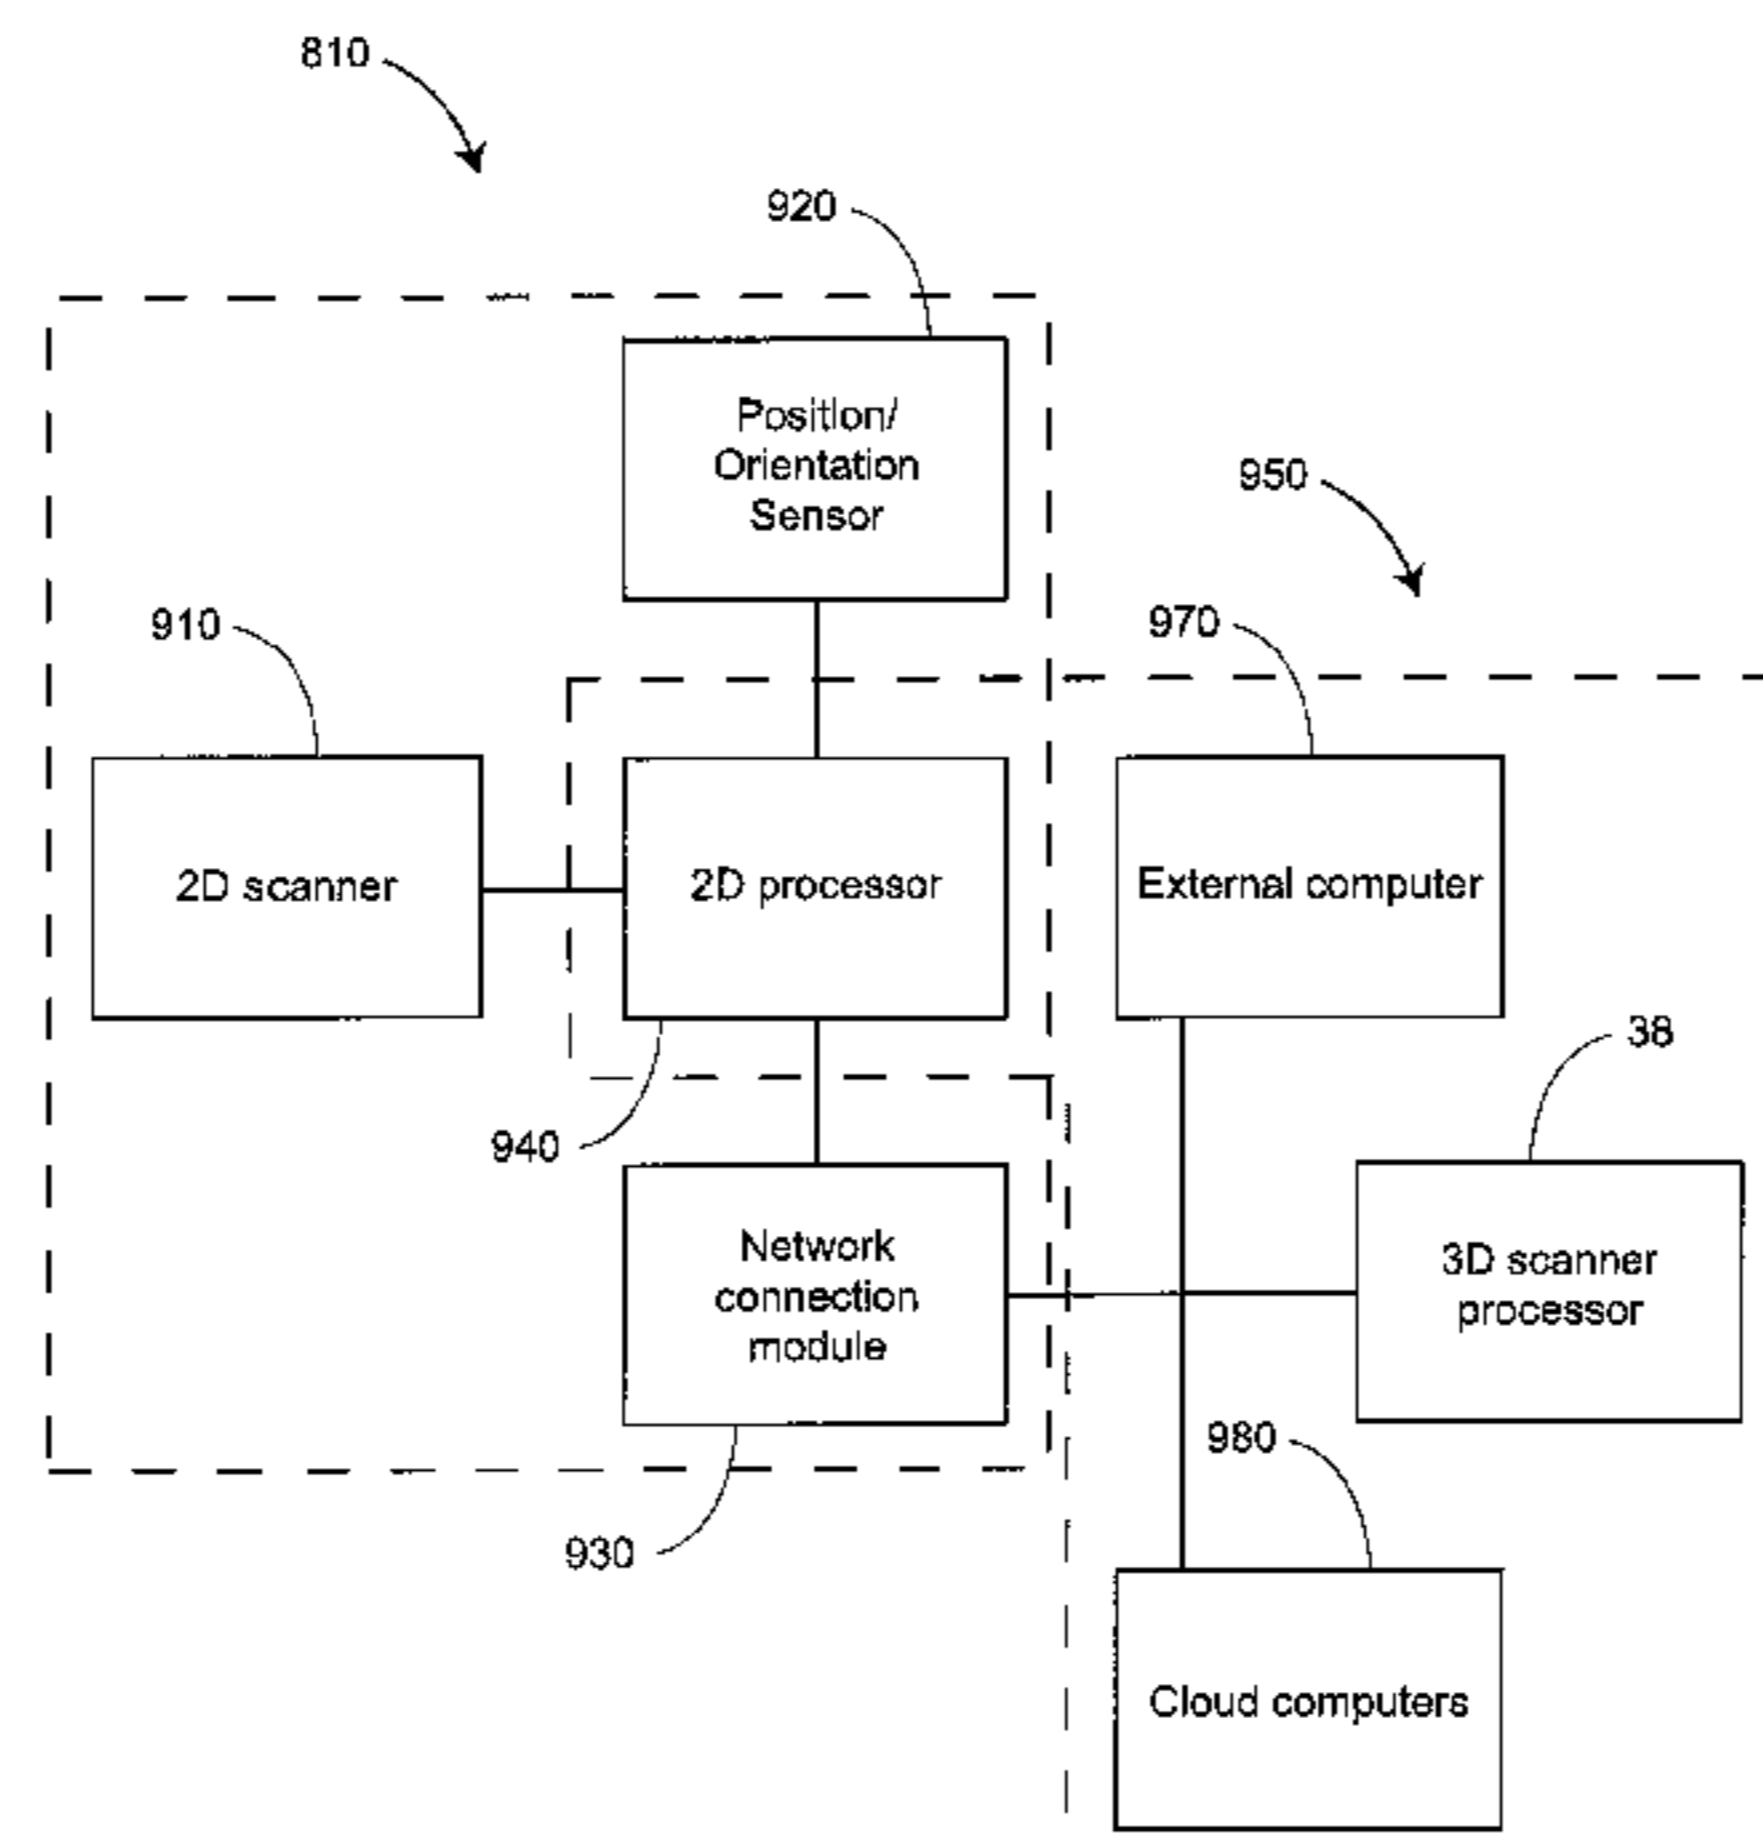 810
920
Position/
Orientation
Sensor
950
910
970
2D scanner
2D processor
External computer
38
940
Network
connection
module
3D scanner
processor
980
930
Cloud computers